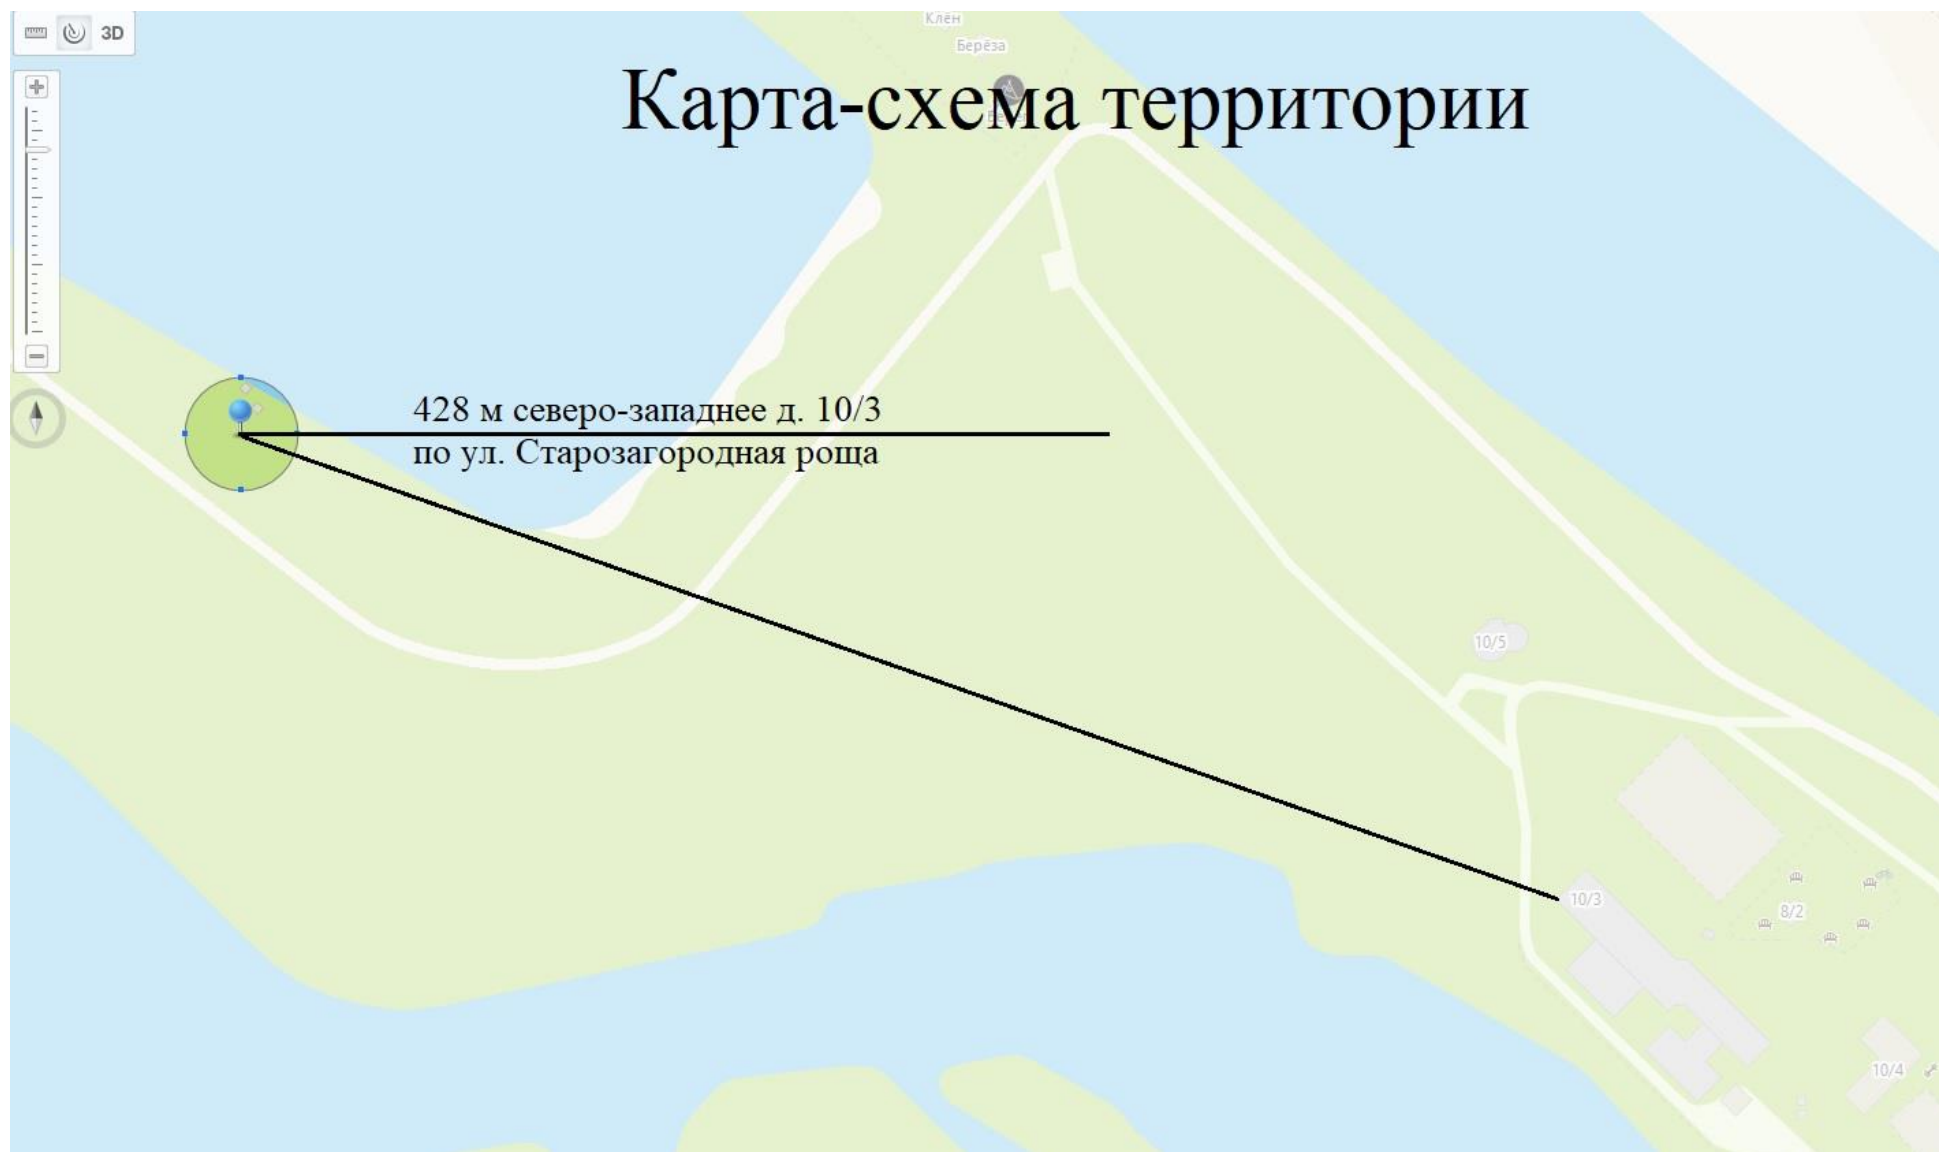 3D
Клён
Берёза
Карта-схема территории
428 м северо-западнее д. 10/3
по ул. Старозагородная роща
10/5
10/3
8/2
10/4